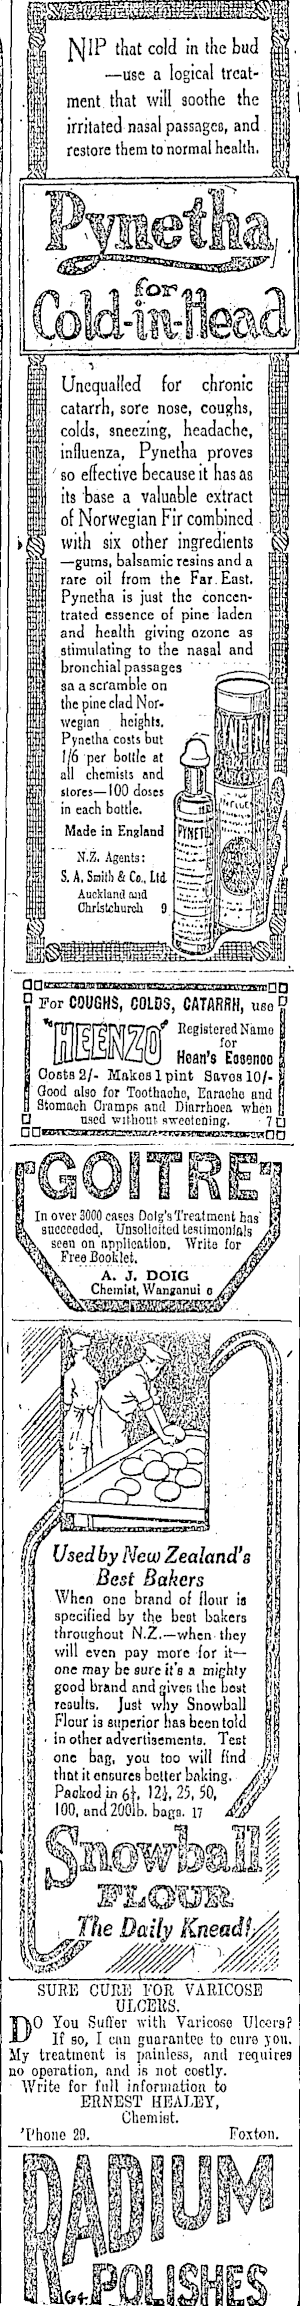 NIP that cold in the bud
—use a logical treat-
ment that will soothe the
irritated nasal passages, and
restore them to normal health.
Pynetha
for
Cold-in-Head
Unequalled for chronic
catarrh, sore nose, coughs,
colds, sneezing, headache,
influenza, Pynetha proves
so effective because it has as
its base a valuable extract
of Norwegian Fir combined
with six other ingredients
—gums, balsamic resins and a
rare oil from the Far East.
Pynetha is just the concen-
trated essence of pine laden
and health giving ozone as
stimulating to the nasal and
bronchial passages
sa a scramble on
the pine clad Nor-
wegian heights.
Pynetha costs but
1/6 per bottle at
all chemists and
stores—100 doses
in each bottle.
Made in England
N.Z. Agents:
S. A. Smith & Co., Ltd
Auckland and
Christchurch 9
For COUGHS, COLDS, CATARRH, use
"HEENZO" Registered Name
for
Hean's Essence
Costs 2/- Makes 1 pint Saves 10/-
Good also for Toothache, Earache and
Stomach Cramps and Diarrhoea when
used without sweetening. 7
GOITRE
In over 3000 cases Doig's Treatment has
succeeded. Unsolicited testimonials
seen on application. Write for
Free Booklet.
A. J. DOIG
Chemist, Wanganui
Used by New Zealand's
Best Bakers
When one brand of flour is
specified by the best bakers
throughout N.Z.—when they
will even pay more for it—
one may be sure it's a mighty
good brand and gives the best
results. Just why Snowball
Flour is superior has been told
in other advertisements. Test
one bag, you too will find
that it ensures better baking.
Packed in 6¼, 12½, 25, 50,
100, and 200lb. bags. 17
Snowball
FLOUR
The Daily Knead!
SURE CURE FOR VARICOSE
ULCERS.
DO You Suffer with Varicose Ulcers?
If so, I can guarantee to cure you.
My treatment is painless, and requires
no operation, and is not costly.
Write for full information to
ERNEST HEALEY,
Chemist.
'Phone 29. Foxton.
RADIUM
POLISHES